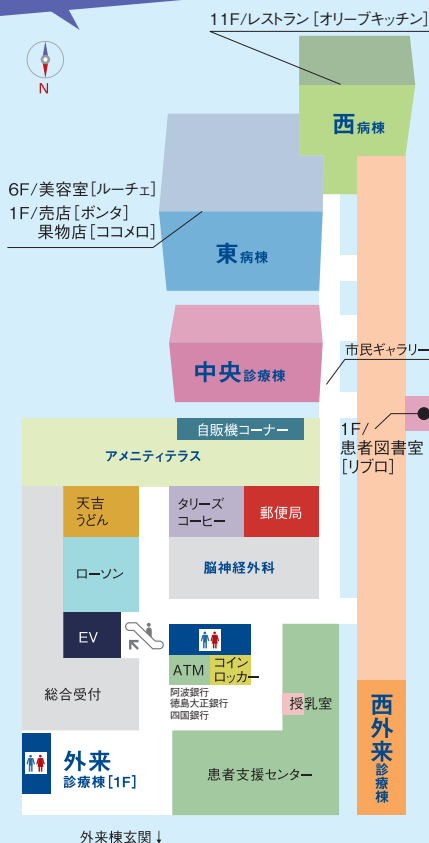 11F/レストラン [オリーブキッチン]
N
西病棟
6F/美容室[ルーチェ]
1F/売店[ボンタ]
果物店[ココメロ]
東病棟
中央診療棟
市民ギャラリー
1F/
患者図書室
[リブロ]
自販機コーナー
アメニティテラス
天吉
うどん
タリーズ
コーヒー
郵便局
ローソン
脳神経外科
EV
ATM
コイン
ロッカー
阿波銀行
徳島大正銀行
四国銀行
総合受付
授乳室
西外来診療棟
外来
診療棟[1F]
患者支援センター
外来棟玄関↓